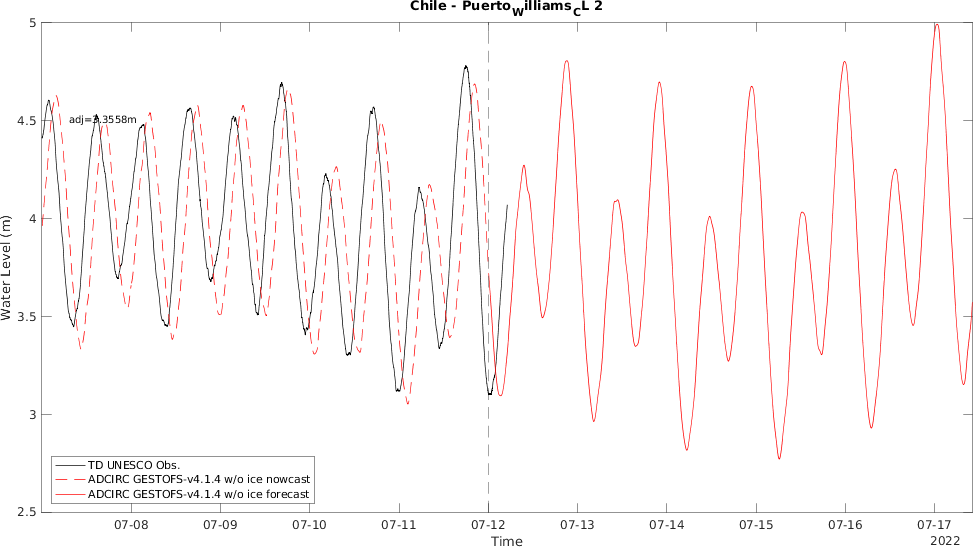 Chile - PuertoWilliamsCL 2
5
4.5
4
3.5
3
2.5
Water Level (m)
adj=3.3558m
TD UNESCO Obs.
ADCIRC GESTOFS-v4.1.4 w/o ice nowcast
ADCIRC GESTOFS-v4.1.4 w/o ice forecast
07-08 07-09 07-10 07-11 07-12 07-13 07-14 07-15 07-16 07-17
Time
2022